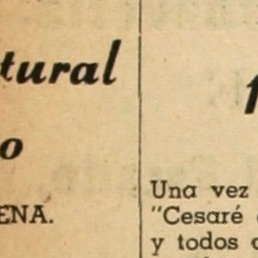 tural
o
ENA.
Una vez
"Cesaré
y todos